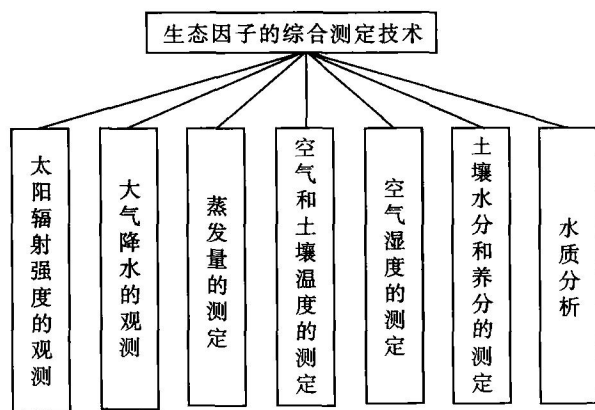 生态因子的综合测定技术
太阳辐射强度的观测
大气降水的观测
蒸发量的测定
空气和土壤温度的测定
空气湿度的测定
土壤水分和养分的测定
水质分析